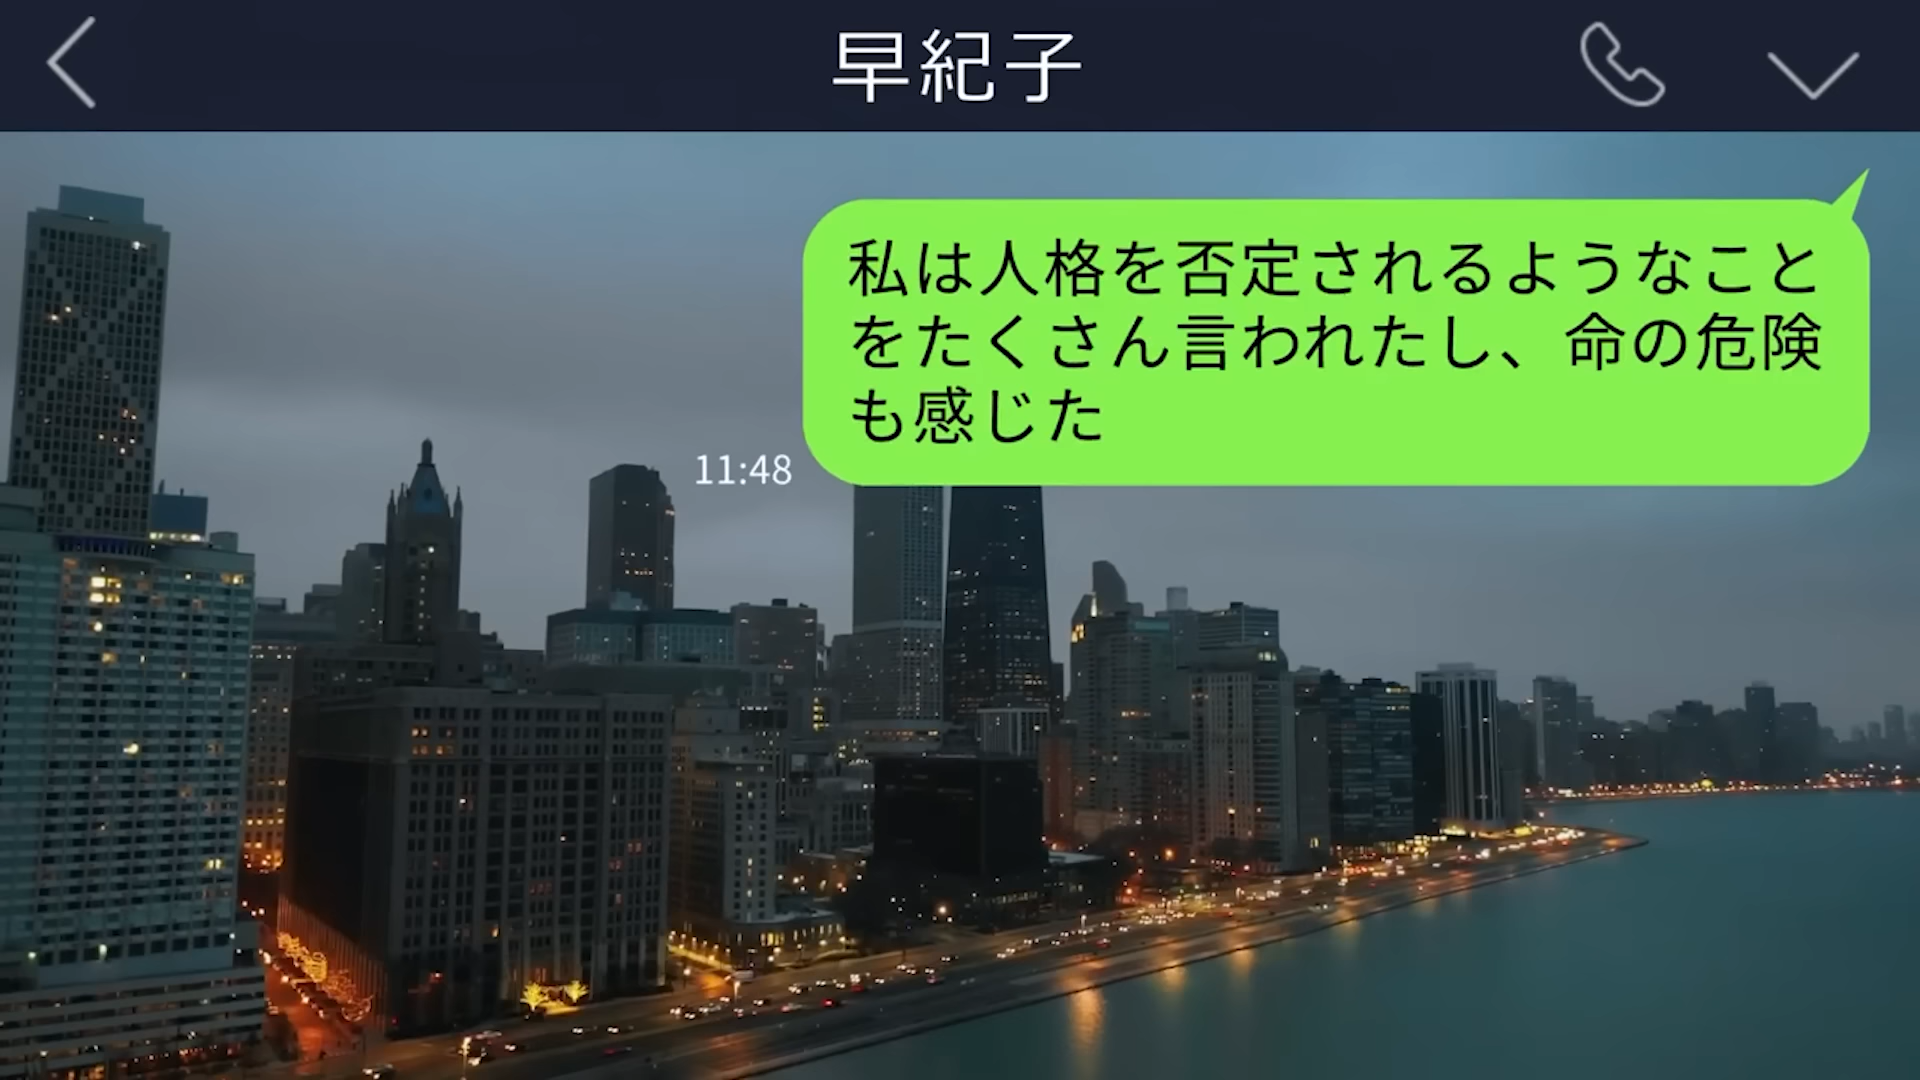 早紀子
私は人格を否定されるようなこと
をたくさん言われたし、命の危険
も感じた
11:48